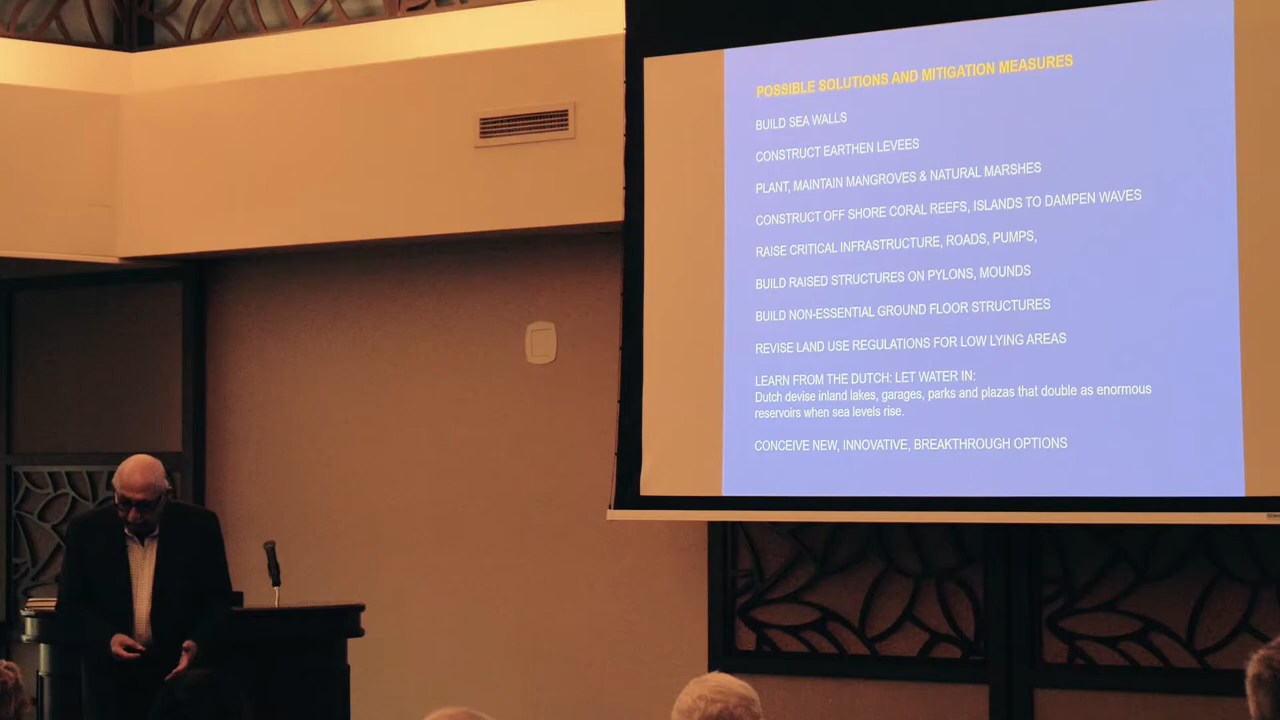 POSSIBLE SOLUTIONS AND MITIGATION MEASURES
BUILD SEA WALLS
CONSTRUCT EARTHEN LEVEES
PLANT, MAINTAIN MANGROVES & NATURAL MARSHES
CONSTRUCT OFF SHORE CORAL REEFS, ISLANDS TO DAMPEN WAVES
RAISE CRITICAL INFRASTRUCTURE, ROADS, PUMPS,
BUILD RAISED STRUCTURES ON PYLONS, MOUNDS
BUILD NON-ESSENTIAL GROUND FLOOR STRUCTURES
REVISE LAND USE REGULATIONS FOR LOW LYING AREAS
LEARN FROM THE DUTCH: LET WATER IN:
Dutch devise inland lakes, garages, parks and plazas that double as enormous
reservoirs when sea levels rise.
CONCEIVE NEW, INNOVATIVE, BREAKTHROUGH OPTIONS